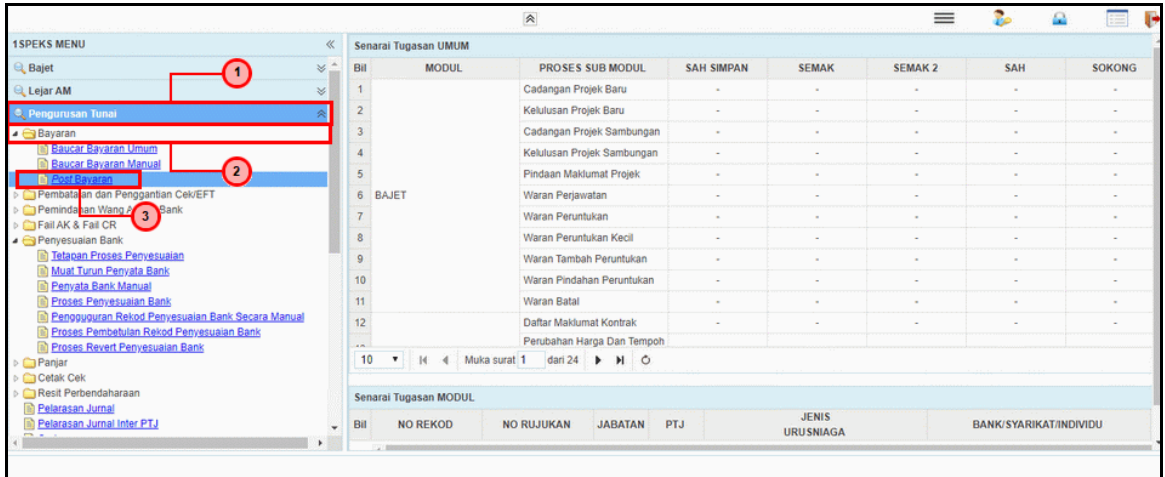 1SPEKS MENU
Bajet
Lejar AM
Pengurusan Tunai
Bayaran
Baucar Bayaran Umum
Baucar Bayaran Manual
Post Bayaran
Pembatalan dan Penggantian Cek/EFT
Pemindahan Wang Bank
Fail AK & Fail CR
Penyesuaian Bank
Tetapan Proses Penyesuaian
Muat Turun Penyata Bank
Penyata Bank Manual
Proses Penyesuaian Bank
Pengguguran Rekod Penyesuaian Bank Secara Manual
Proses Pembetulan Rekod Penyesuaian Bank
Proses Revert Penyesuaian Bank
Panjar
Cetak Cek
Resit Perbendaharaan
Pelarasan Jurnal
Pelarasan Jurnal Inter PTJ
1
2
3
Senarai Tugasan UMUM
Bil MODUL PROSES SUB MODUL SAH SIMPAN SEMAK SEMAK 2 SAH SOKONG
1 Cadangan Projek Baru - - - - -
2 Kelulusan Projek Baru - - - - -
3 Cadangan Projek Sambungan - - - - -
4 Kelulusan Projek Sambungan - - - - -
5 Pindaan Maklumat Projek - - - - -
6 BAJET Waran Perjawatan - - - - -
7 Waran Peruntukan - - - - -
8 Waran Peruntukan Kecil - - - - -
9 Waran Tambah Peruntukan - - - - -
10 Waran Pindahan Peruntukan - - - - -
11 Waran Batal - - - - -
12 Daftar Maklumat Kontrak - - - - -
Perubahan Harga Dan Tempoh
10 Muka surat 1 dari 24
Senarai Tugasan MODUL
Bil NO REKOD NO RUJUKAN JABATAN PTJ JENIS URUSNIAGA BANK/SYARIKAT/INDIVIDU